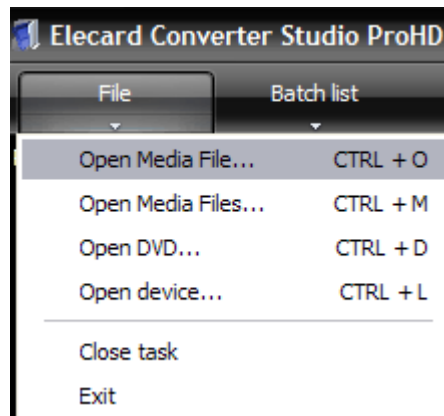 Elecard Converter Studio ProHD
File Batch list
Open Media File... CTRL + O
Open Media Files... CTRL + M
Open DVD... CTRL + D
Open device... CTRL + L
Close task
Exit